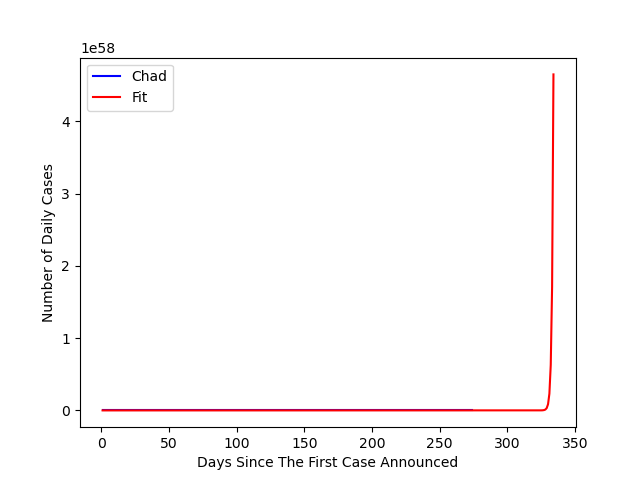 1e58
Chad
Fit
4
3
2
1
0
0 50 100 150 200 250 300 350
Number of Daily Cases
Days Since The First Case Announced